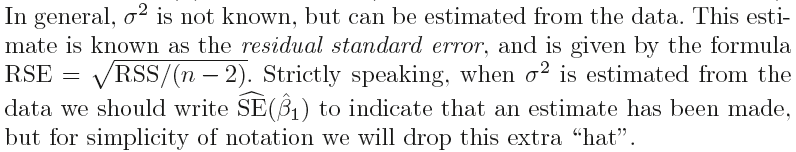 In general, σ² is not known, but can be estimated from the data. This esti-
mate is known as the residual standard error, and is given by the formula
RSE = √RSS/(n − 2). Strictly speaking, when σ² is estimated from the
data we should write S͡E(β̂₁) to indicate that an estimate has been made,
but for simplicity of notation we will drop this extra “hat”.